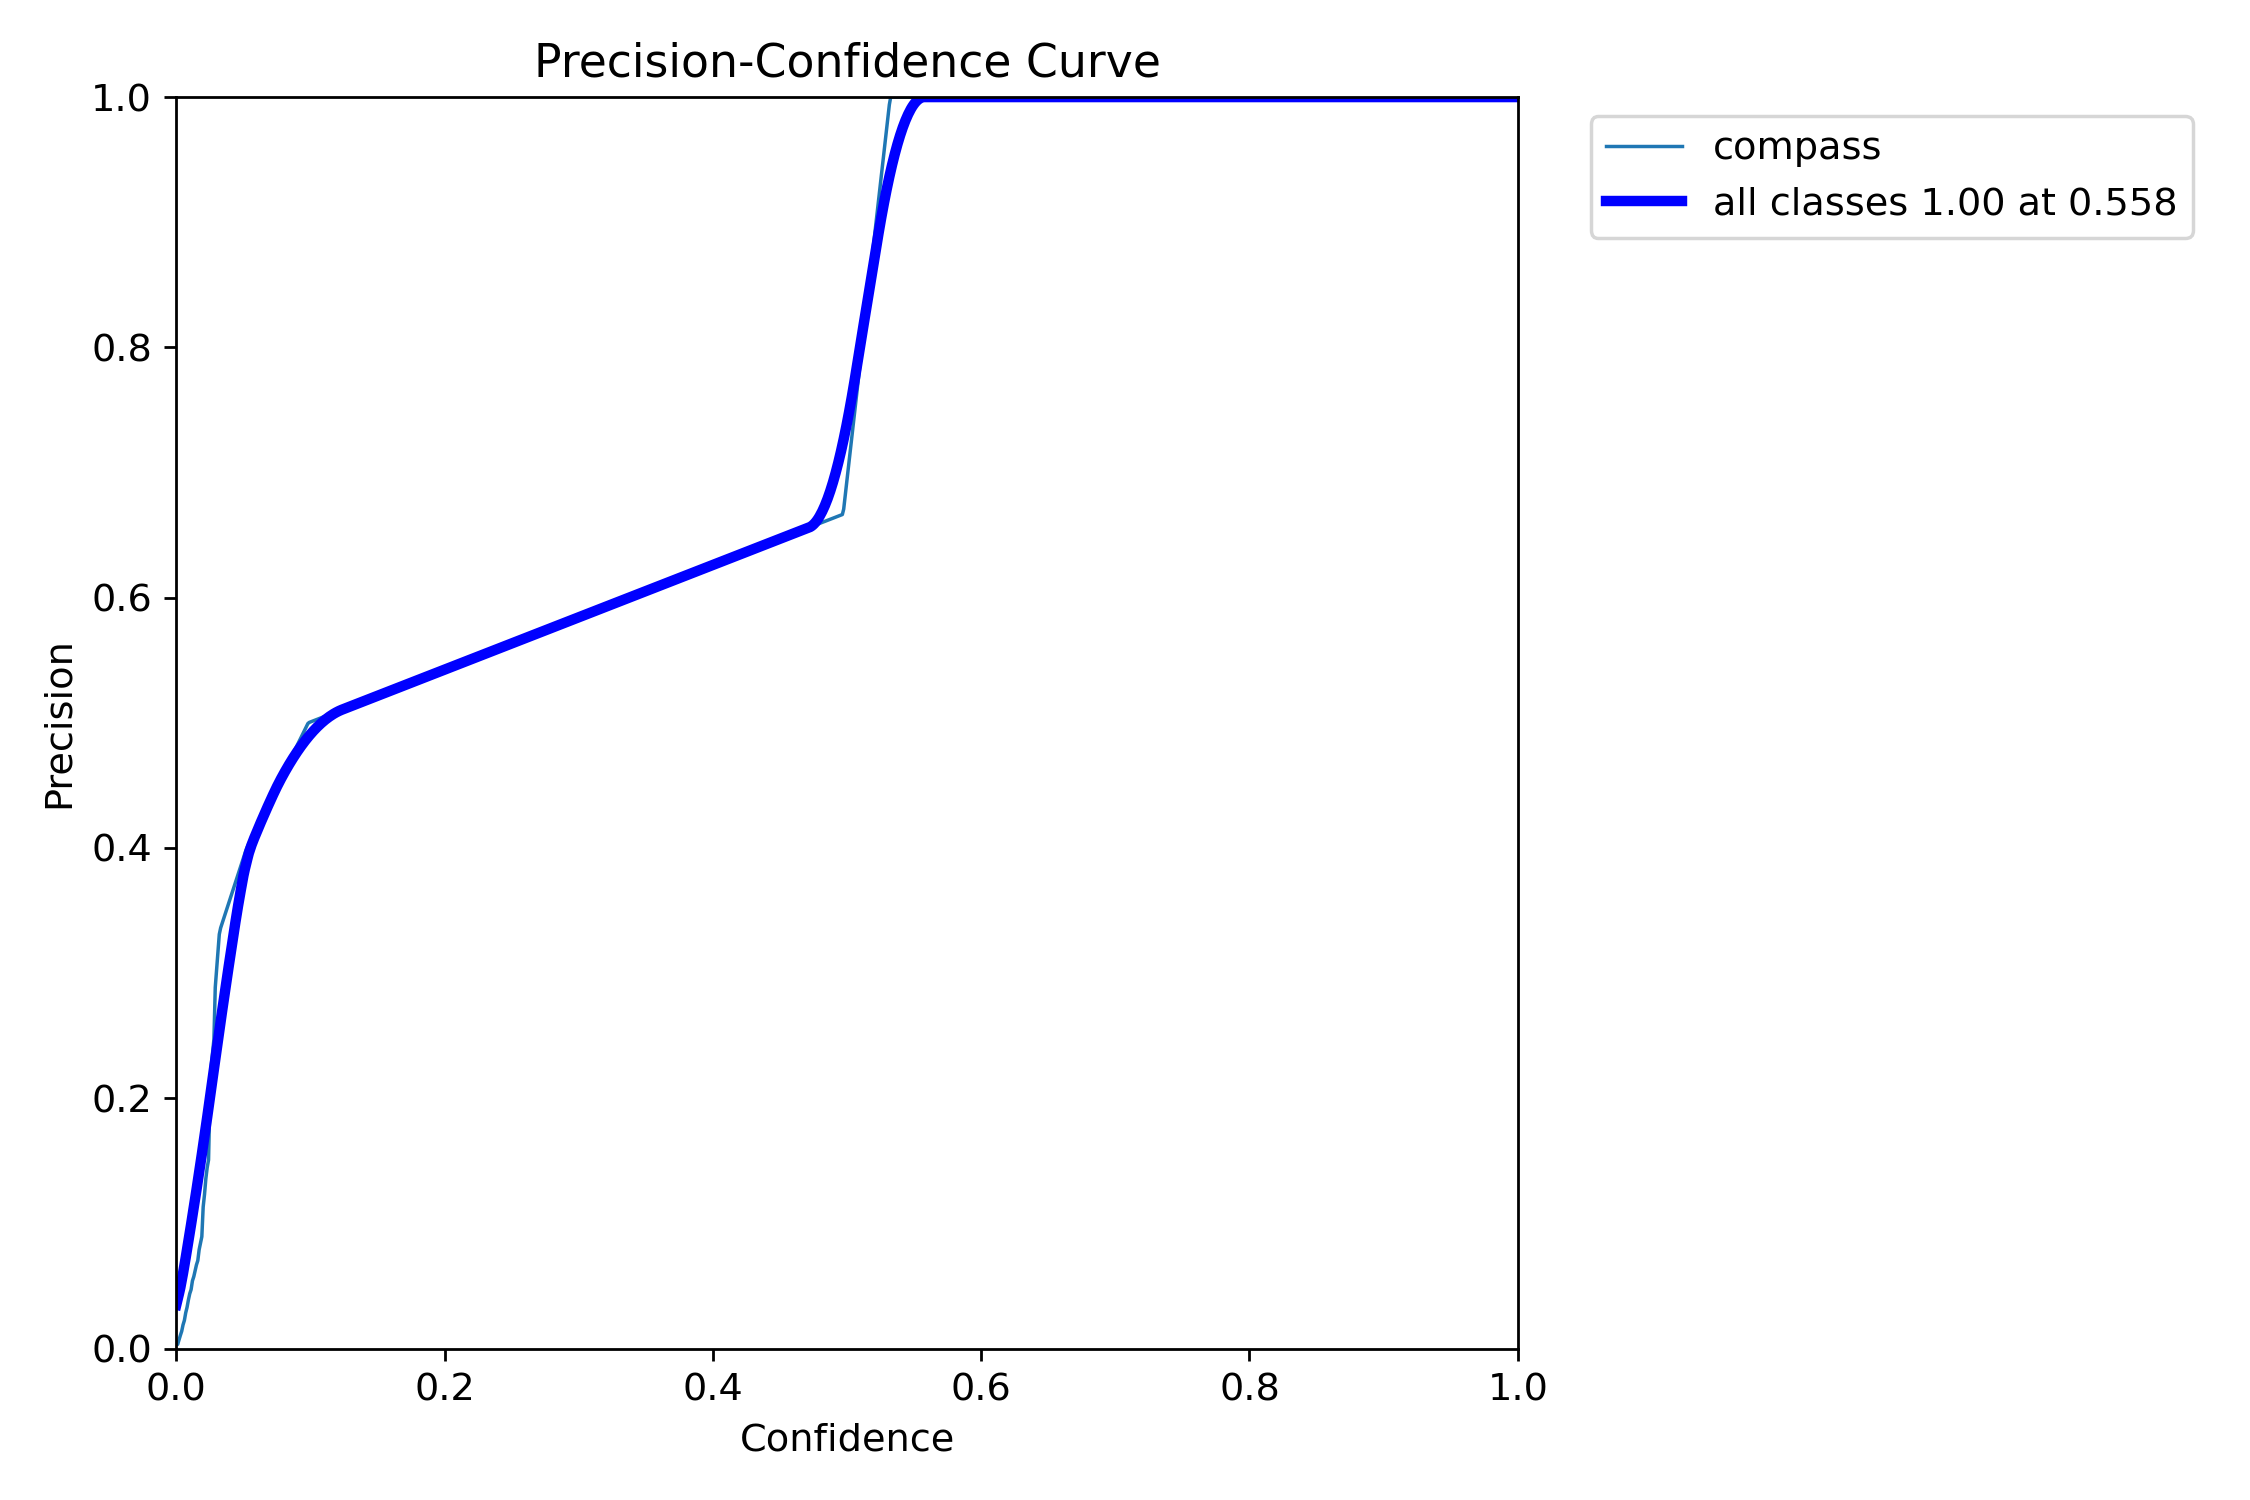 Precision-Confidence Curve
1.0
0.8
0.6
0.4
0.2
0.0
Precision
0.0 0.2 0.4 0.6 0.8 1.0
Confidence
compass
all classes 1.00 at 0.558